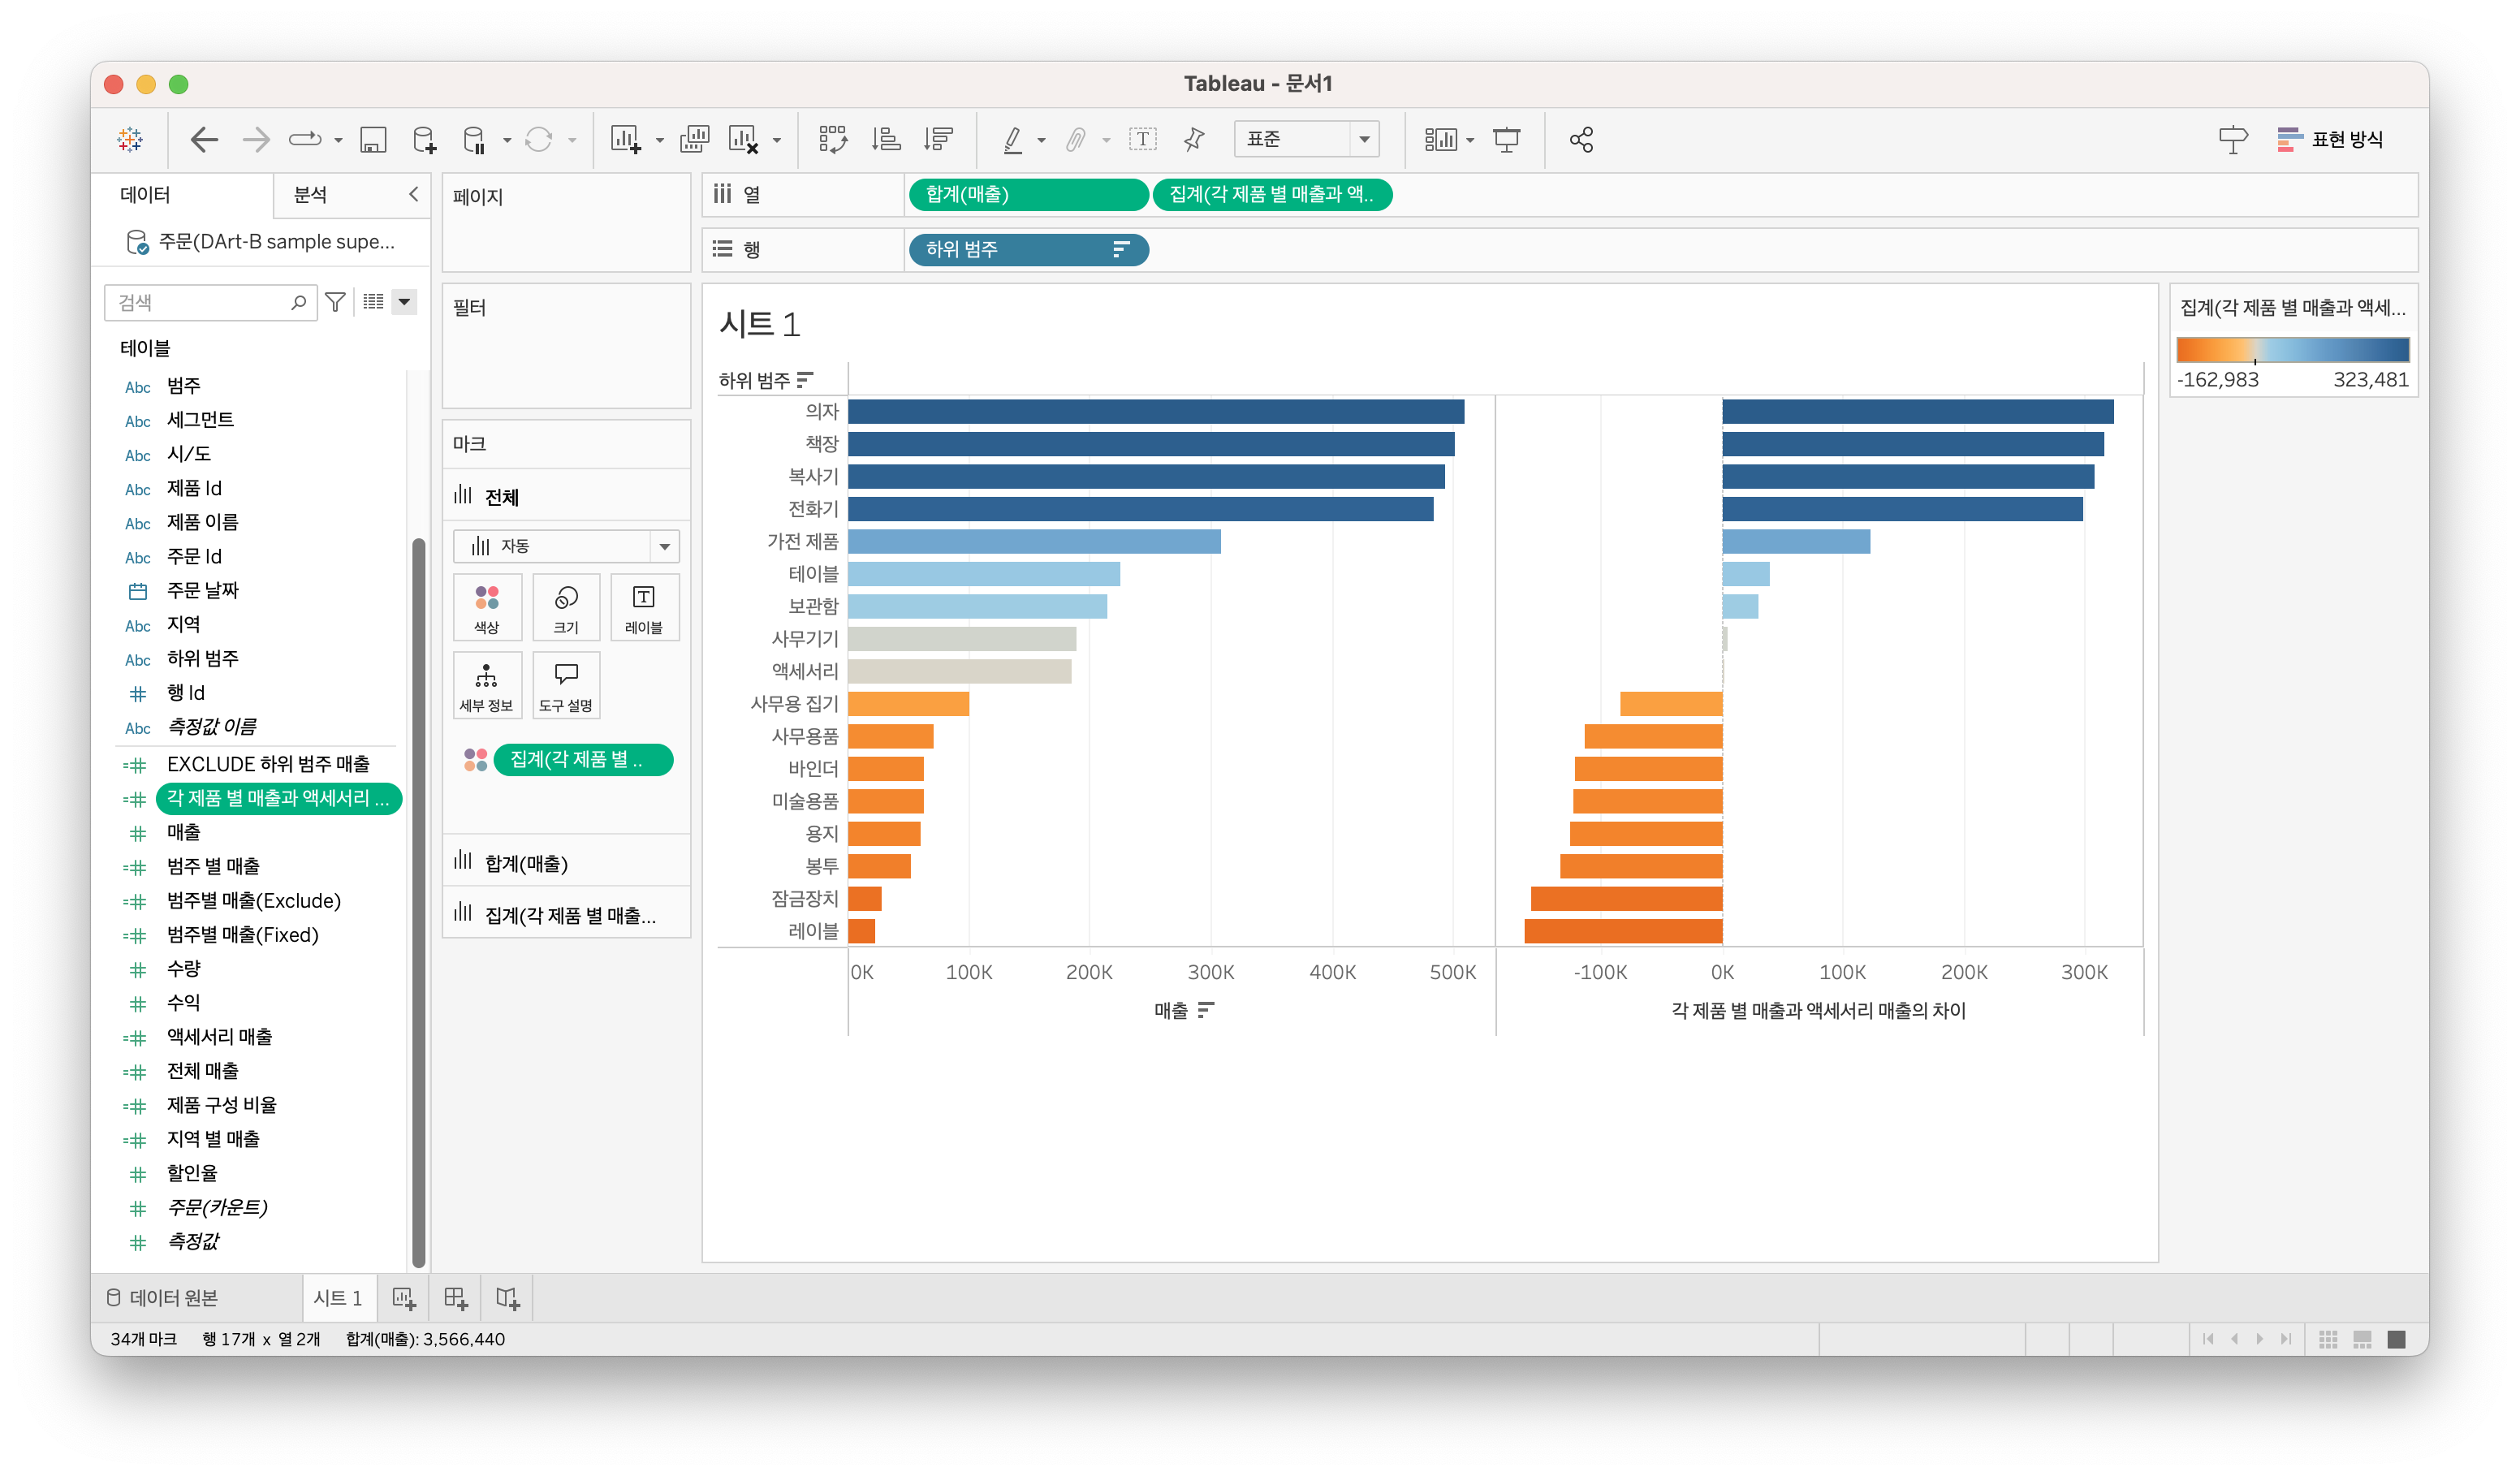 Tableau - 문서1
표준
표현 방식
데이터
분석
주문(DArt-B sample supe...
검색
테이블
Abc 범주
Abc 세그먼트
Abc 시/도
Abc 제품 Id
Abc 제품 이름
Abc 주문 Id
주문 날짜
Abc 지역
Abc 하위 범주
행 Id
Abc 측정값 이름
EXCLUDE 하위 범주 매출
각 제품 별 매출과 액세서리 ...
매출
범주 별 매출
범주별 매출(Exclude)
범주별 매출(Fixed)
수량
수익
액세서리 매출
전체 매출
제품 구성 비율
지역 별 매출
할인율
주문(카운트)
측정값
페이지
필터
마크
전체
자동
색상
크기
레이블
세부 정보
도구 설명
집계(각 제품 별 ..
합계(매출)
집계(각 제품 별 매출...
열
합계(매출)
집계(각 제품 별 매출과 액..
행
하위 범주
시트 1
하위 범주
의자
책장
복사기
전화기
가전 제품
테이블
보관함
사무기기
액세서리
사무용 집기
사무용품
바인더
미술용품
용지
봉투
잠금장치
레이블
0K 100K 200K 300K 400K 500K
매출
-100K 0K 100K 200K 300K
각 제품 별 매출과 액세서리 매출의 차이
집계(각 제품 별 매출과 액세...
-162,983 323,481
데이터 원본
시트 1
34개 마크 행 17개 x 열 2개 합계(매출): 3,566,440